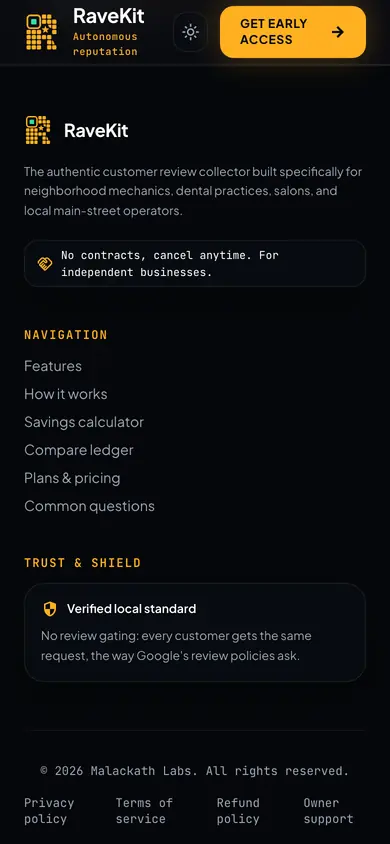 RaveKit
Autonomous
reputation
GET EARLY
ACCESS
RaveKit
The authentic customer review collector built specifically for
neighborhood mechanics, dental practices, salons, and
local main-street operators.
No contracts, cancel anytime. For
independent businesses.
NAVIGATION
Features
How it works
Savings calculator
Compare ledger
Plans & pricing
Common questions
TRUST & SHIELD
Verified local standard
No review gating: every customer gets the same
request, the way Google's review policies ask.
© 2026 Malackath Labs. All rights reserved.
Privacy policy
Terms of service
Refund policy
Owner support